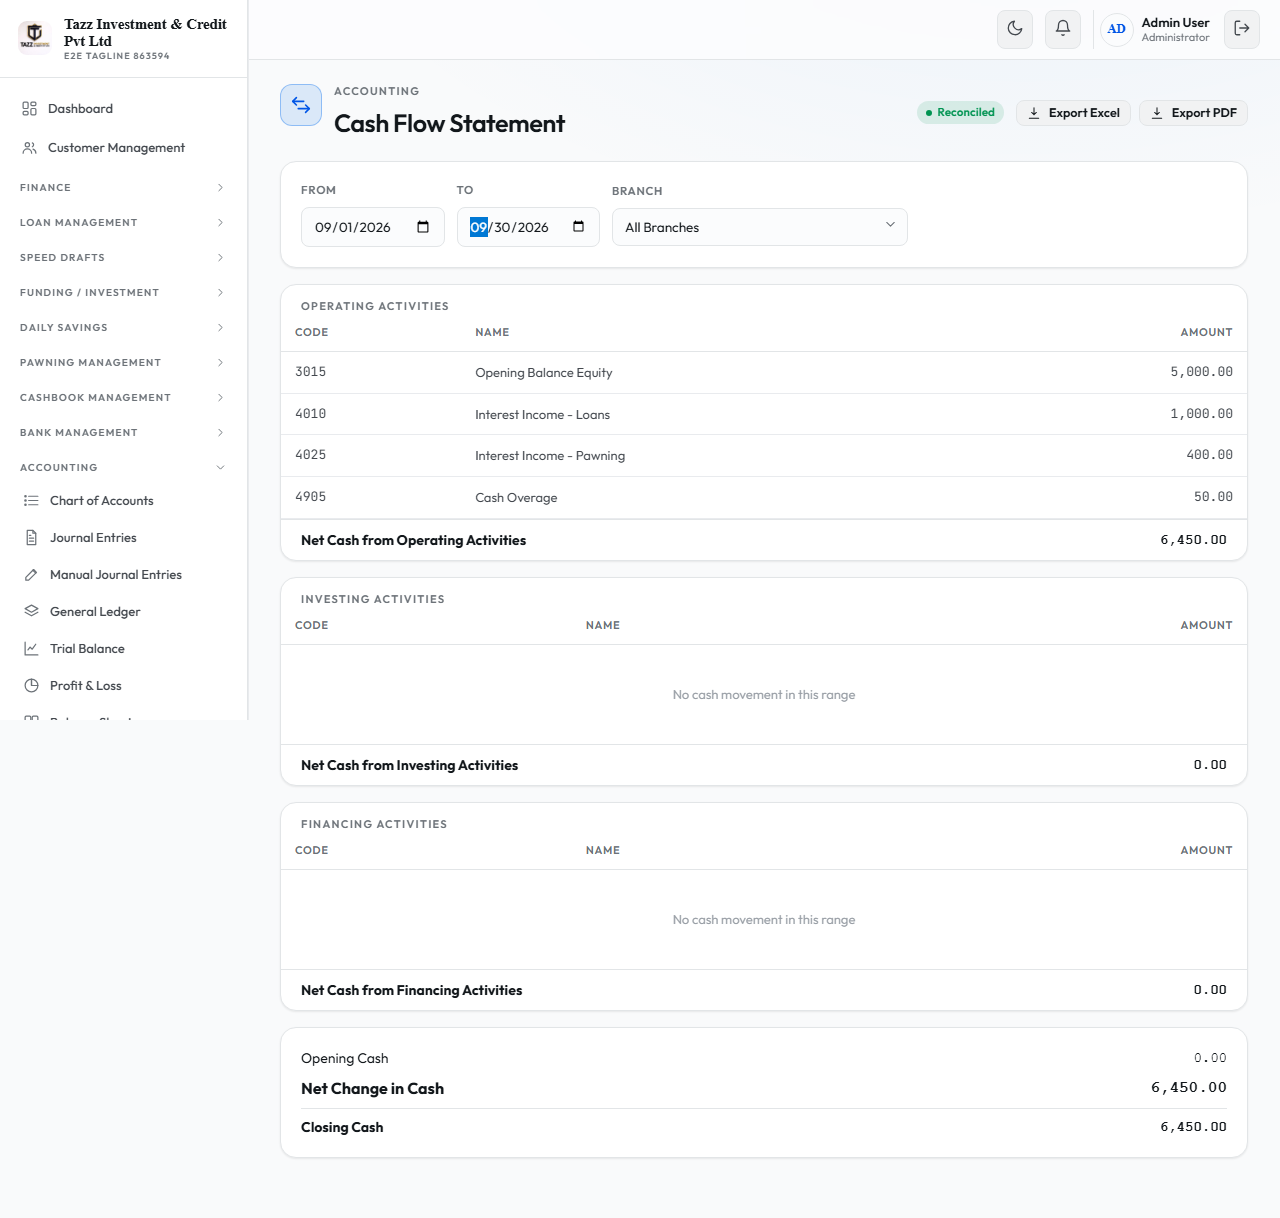 Tazz Investment & Credit
Pvt Ltd
E2E TAGLINE 863594
AD
Admin User
Administrator
Dashboard
Customer Management
FINANCE
LOAN MANAGEMENT
SPEED DRAFTS
FUNDING / INVESTMENT
DAILY SAVINGS
PAWNING MANAGEMENT
CASHBOOK MANAGEMENT
BANK MANAGEMENT
ACCOUNTING
Chart of Accounts
Journal Entries
Manual Journal Entries
General Ledger
Trial Balance
Profit & Loss
ACCOUNTING
Cash Flow Statement
Reconciled
Export Excel
Export PDF
FROM TO BRANCH
09/01/2026 09/30/2026 All Branches
OPERATING ACTIVITIES
CODE NAME AMOUNT
3015 Opening Balance Equity 5,000.00
4010 Interest Income - Loans 1,000.00
4025 Interest Income - Pawning 400.00
4905 Cash Overage 50.00
Net Cash from Operating Activities 6,450.00
INVESTING ACTIVITIES
CODE NAME AMOUNT
No cash movement in this range
Net Cash from Investing Activities 0.00
FINANCING ACTIVITIES
CODE NAME AMOUNT
No cash movement in this range
Net Cash from Financing Activities 0.00
Opening Cash 0.00
Net Change in Cash 6,450.00
Closing Cash 6,450.00